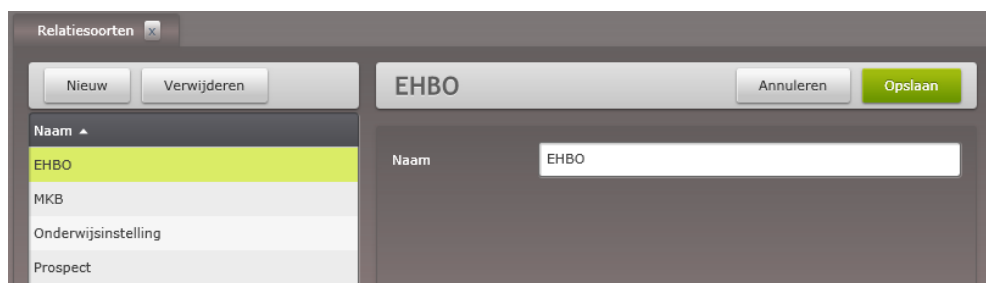 Relatiesoorten x
Nieuw Verwijderen
EHBO Annuleren Opslaan
Naam
EHBO
MKB
Onderwijsinstelling
Prospect
Naam EHBO